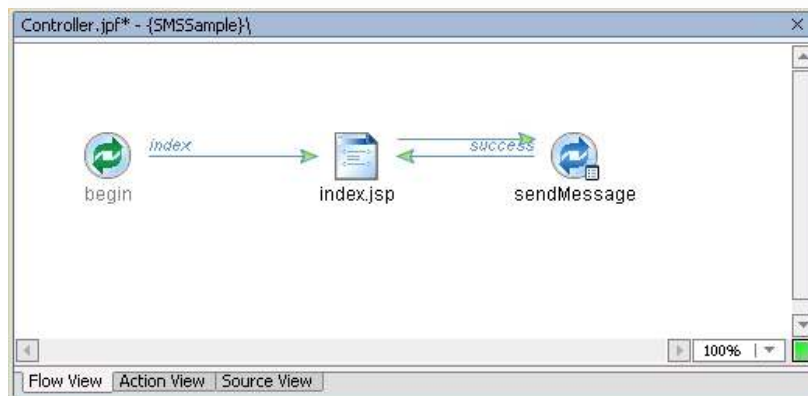 Controller.jpf* - {SMSSample}\
index
success
begin
index.jsp
sendMessage
100%
Flow View
Action View
Source View